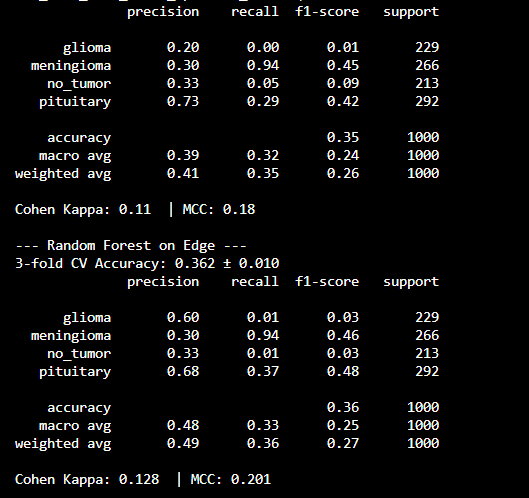 precision recall f1-score support
glioma 0.20 0.00 0.01 229
meningioma 0.30 0.94 0.45 266
no_tumor 0.33 0.05 0.09 213
pituitary 0.73 0.29 0.42 292
accuracy 0.35 1000
macro avg 0.39 0.32 0.24 1000
weighted avg 0.41 0.35 0.26 1000
Cohen Kappa: 0.11 | MCC: 0.18
--- Random Forest on Edge ---
3-fold CV Accuracy: 0.362 ± 0.010
precision recall f1-score support
glioma 0.60 0.01 0.03 229
meningioma 0.30 0.94 0.46 266
no_tumor 0.33 0.01 0.03 213
pituitary 0.68 0.37 0.48 292
accuracy 0.36 1000
macro avg 0.48 0.33 0.25 1000
weighted avg 0.49 0.36 0.27 1000
Cohen Kappa: 0.128 | MCC: 0.201